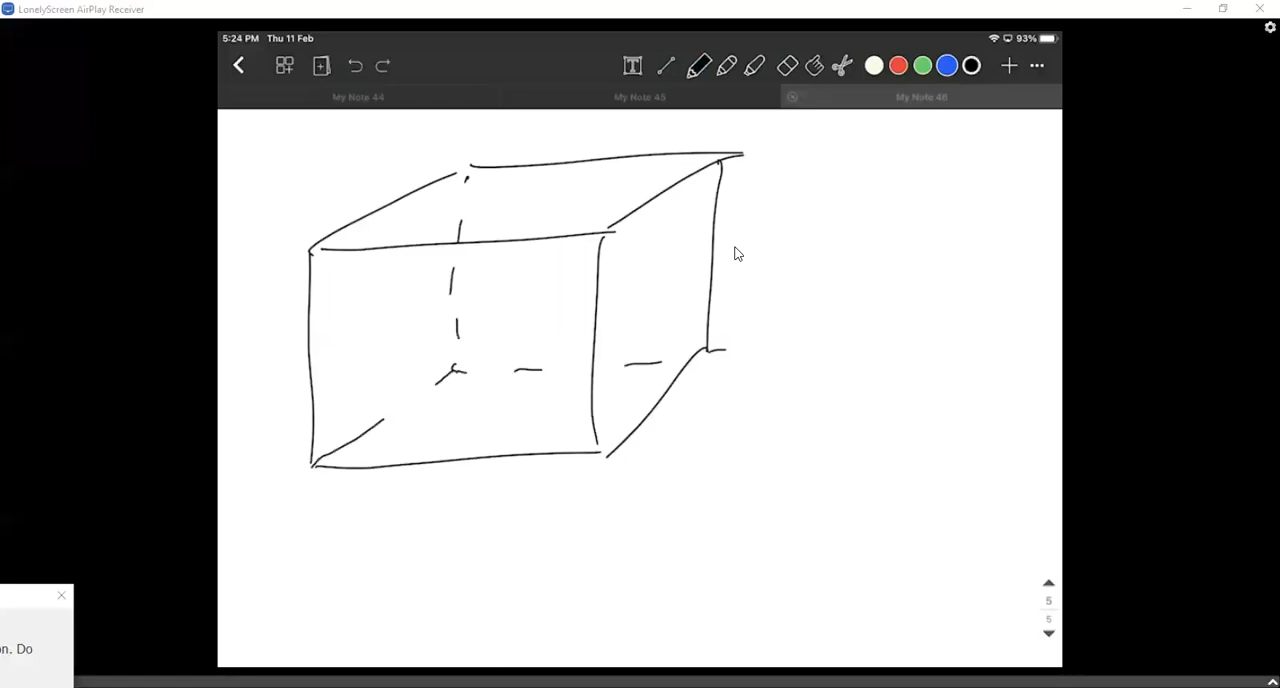 LonelyScreen AirPlay Receiver
5:24 PM Thu 11 Feb
93%
T
My Note 44
My Note 45
My Note 46
5
5
on. Do